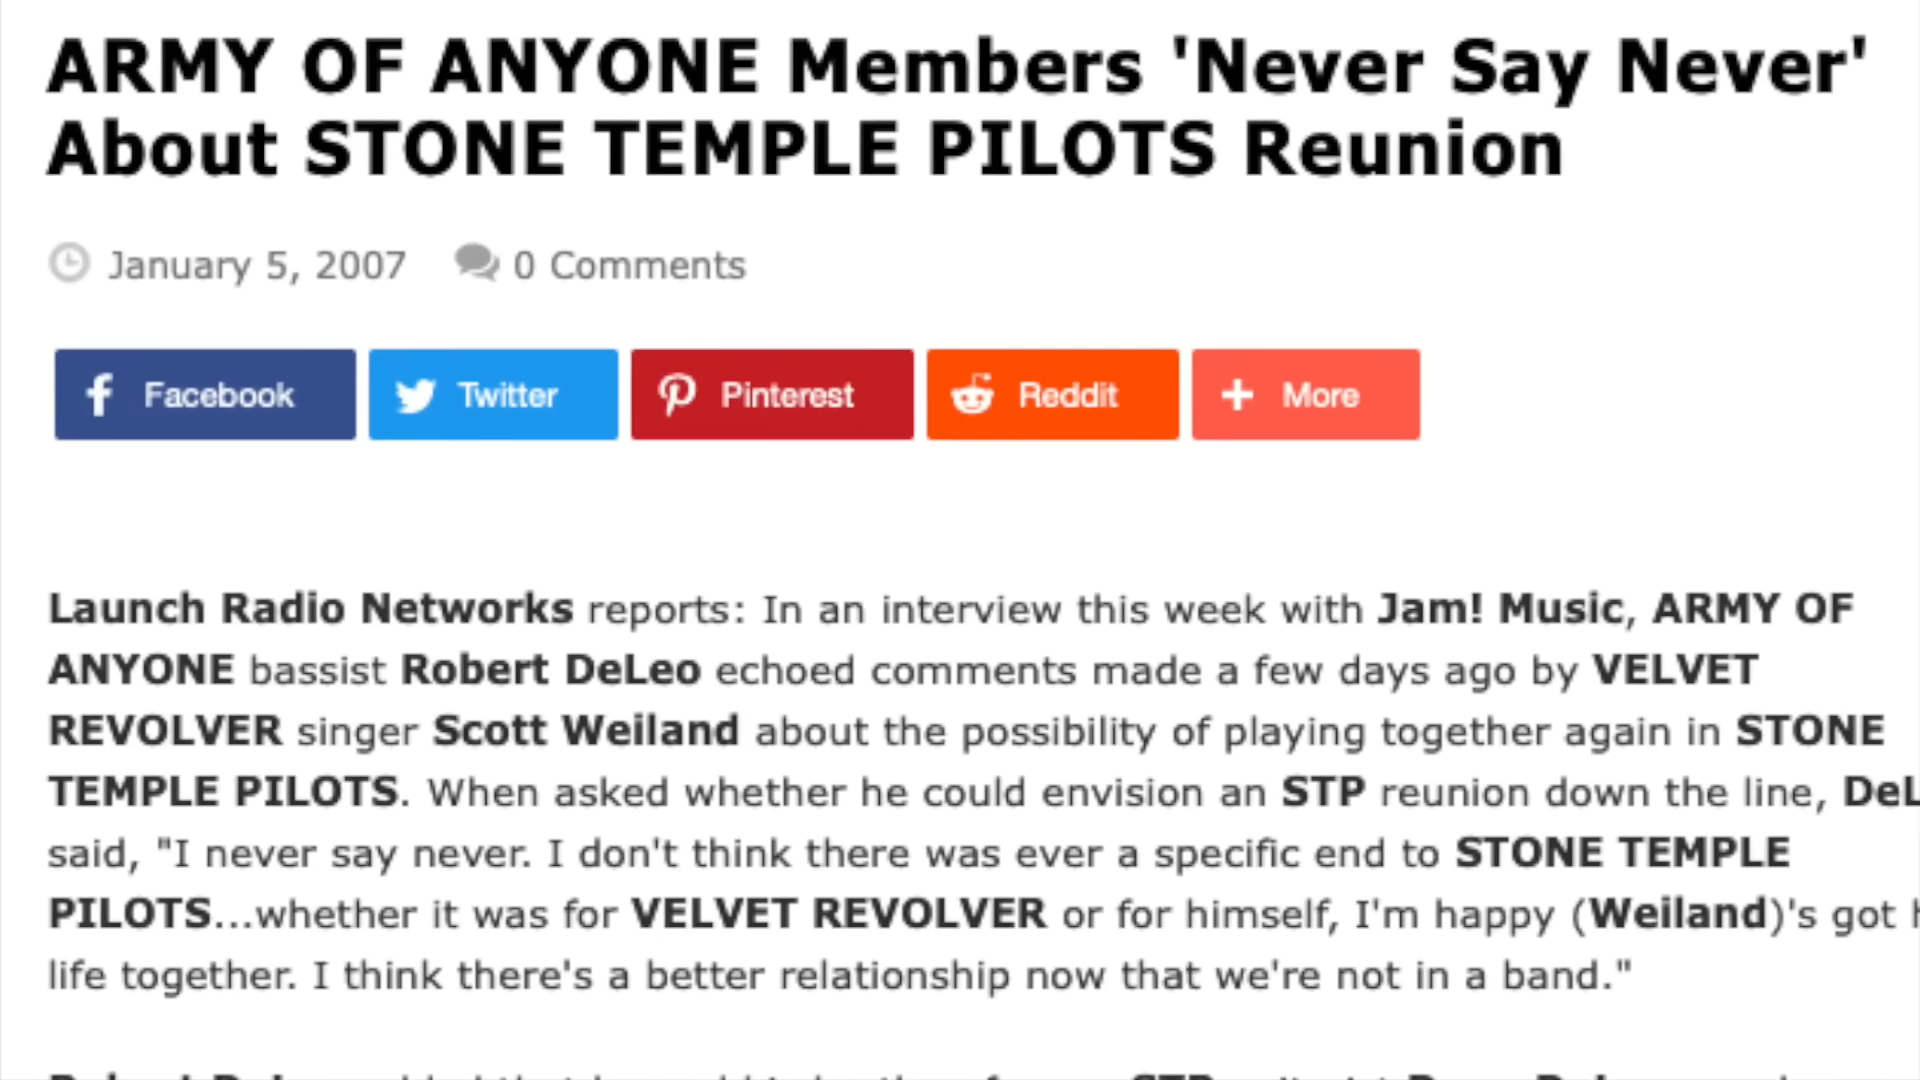 ARMY OF ANYONE Members 'Never Say Never'
About STONE TEMPLE PILOTS Reunion
January 5, 2007 0 Comments
Facebook Twitter Pinterest Reddit More
Launch Radio Networks reports: In an interview this week with Jam! Music, ARMY OF
ANYONE bassist Robert DeLeo echoed comments made a few days ago by VELVET
REVOLVER singer Scott Weiland about the possibility of playing together again in STONE
TEMPLE PILOTS. When asked whether he could envision an STP reunion down the line,
said, "I never say never. I don't think there was ever a specific end to STONE TEMPLE
PILOTS...whether it was for VELVET REVOLVER or for himself, I'm happy (Weiland)'s got
life together. I think there's a better relationship now that we're not in a band."